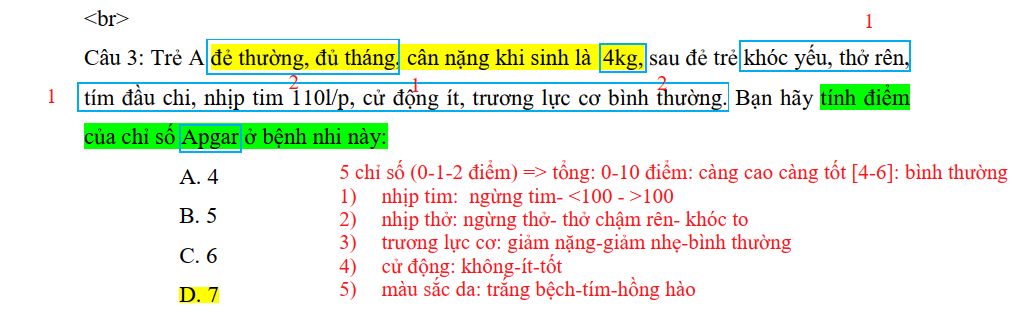 <br>
1
Câu 3: Trẻ A đẻ thường, đủ tháng, cân nặng khi sinh là 4kg, sau đẻ trẻ khóc yếu, thở rên,
2 1 2
1 tím đầu chi, nhịp tim 110l/p, cử động ít, trương lực cơ bình thường. Bạn hãy tính điểm
của chỉ số Apgar ở bệnh nhi này:
A. 4
5 chỉ số (0-1-2 điểm) => tổng: 0-10 điểm: càng cao càng tốt [4-6]: bình thường
1) nhịp tim: ngừng tim- <100 - >100
B. 5
2) nhịp thở: ngừng thở- thở chậm rên- khóc to
3) trương lực cơ: giảm nặng-giảm nhẹ-bình thường
C. 6
4) cử động: không-ít-tốt
D. 7
5) màu sắc da: trắng bệch-tím-hồng hào